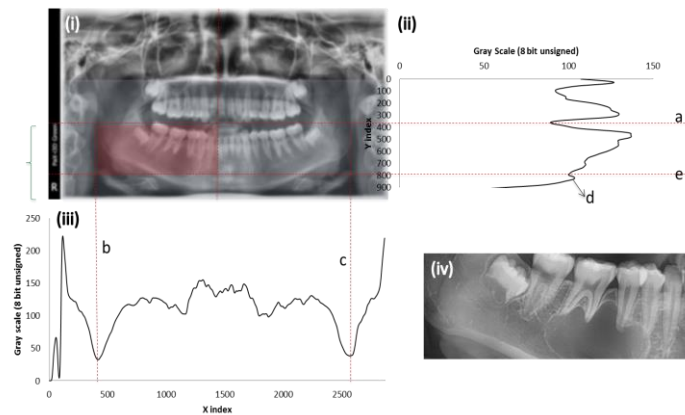 (i)
(ii)
Gray Scale (8 bit unsigned)
0 50 100 150
0
100
200
300
400
500
600
700
800
900
Y index
a
e
d
(iii)
b
c
250
200
150
100
50
0
Gray scale (8 bit unsigned)
0 500 1000 1500 2000 2500
X index
(iv)